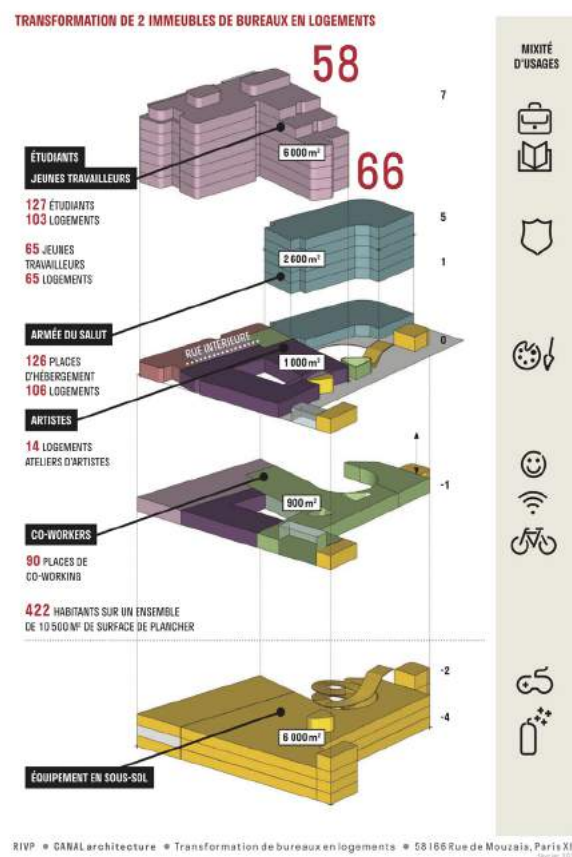 TRANSFORMATION DE 2 IMMEUBLES DE BUREAUX EN LOGEMENTS
58
MIXITÉ
D'USAGES
7
6 000 m²
ÉTUDIANTS
JEUNES TRAVAILLEURS
66
127 ÉTUDIANTS
103 LOGEMENTS
5
65 JEUNES
TRAVAILLEURS
65 LOGEMENTS
2 600 m²
1
ARMÉE DU SALUT
RUE INTÉRIEURE
0
126 PLACES
D'HÉBERGEMENT
106 LOGEMENTS
1 000 m²
ARTISTES
14 LOGEMENTS
ATELIERS D'ARTISTES
-1
900 m²
CO-WORKERS
90 PLACES DE
CO-WORKING
422 HABITANTS SUR UN ENSEMBLE
DE 10 500 M² DE SURFACE DE PLANCHER
-2
-4
6 000 m²
ÉQUIPEMENT EN SOUS-SOL
RIVP • CANAL architecture • Transformation de bureaux en logements • 58 I 66 Rue de Mouzaia, Paris XI